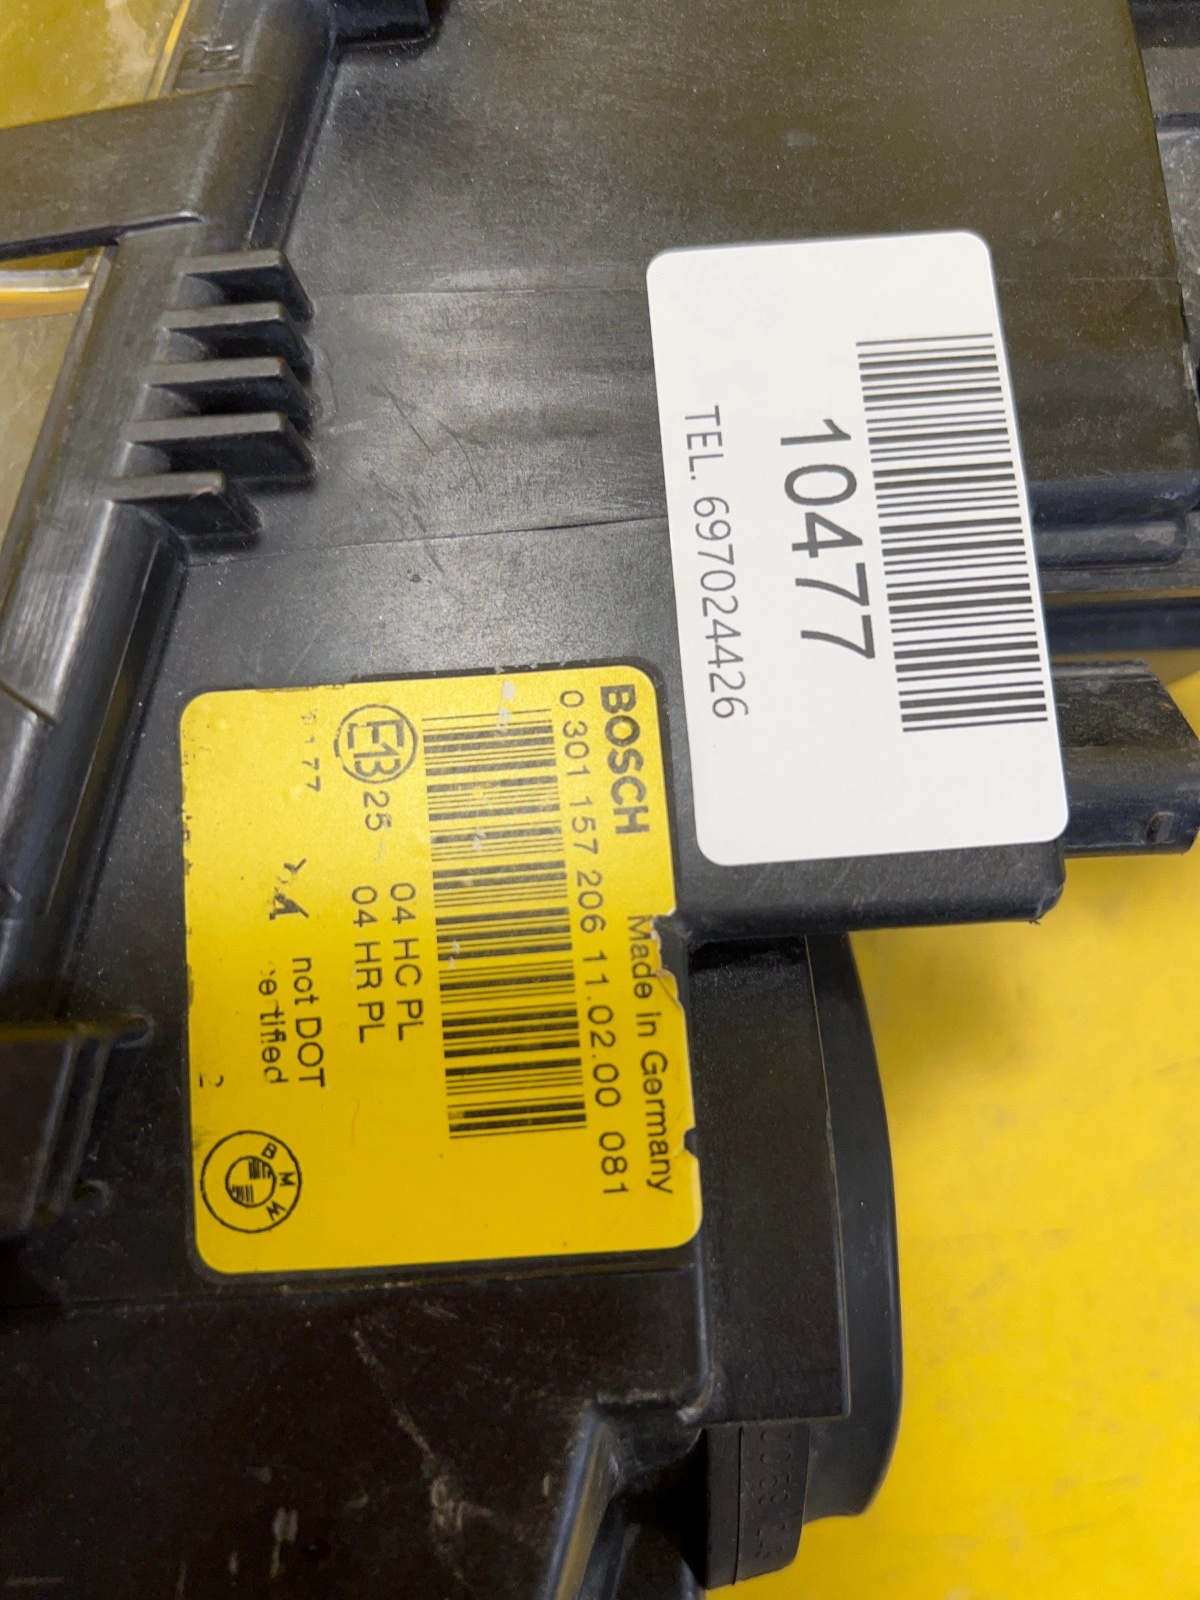 10477
TEL. 697024426
BOSCH
Made in Germany
0 301 157 206 11.02.00 081
E13
25
04 HC PL
04 HR PL
177
not DOT
BMW